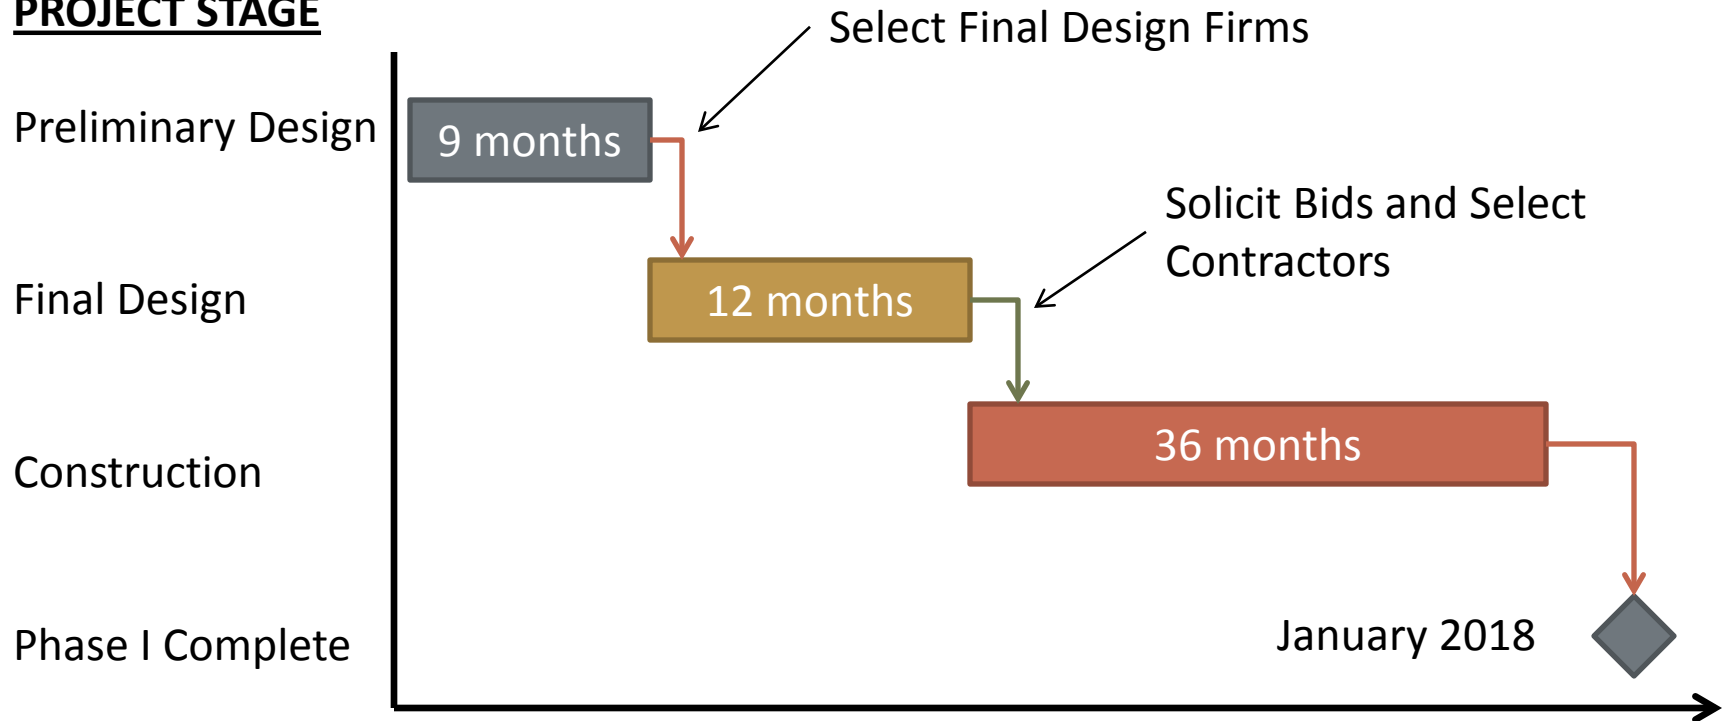 PROJECT STAGE
Select Final Design Firms
Preliminary Design
9 months
Solicit Bids and Select
Contractors
Final Design
12 months
Construction
36 months
Phase I Complete
January 2018